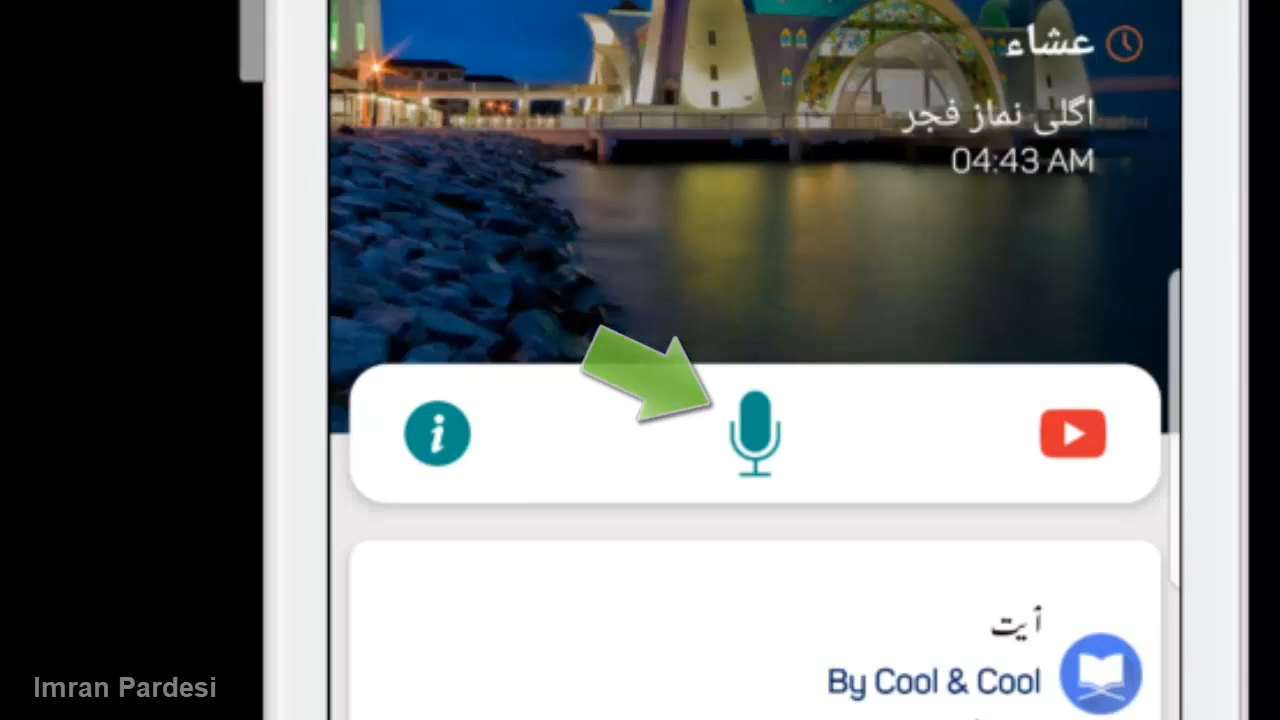 عشاء
اگلی نماز فجر
04:43 AM
i
آیت
By Cool & Cool
Imran Pardesi